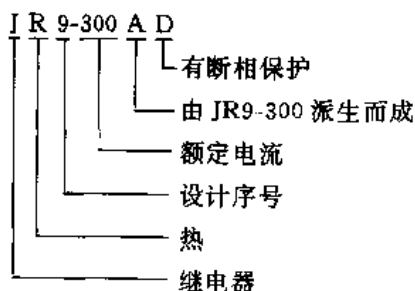 J R 9-300 A D
有断相保护
由 JR9-300 派生而成
额定电流
设计序号
热
继电器